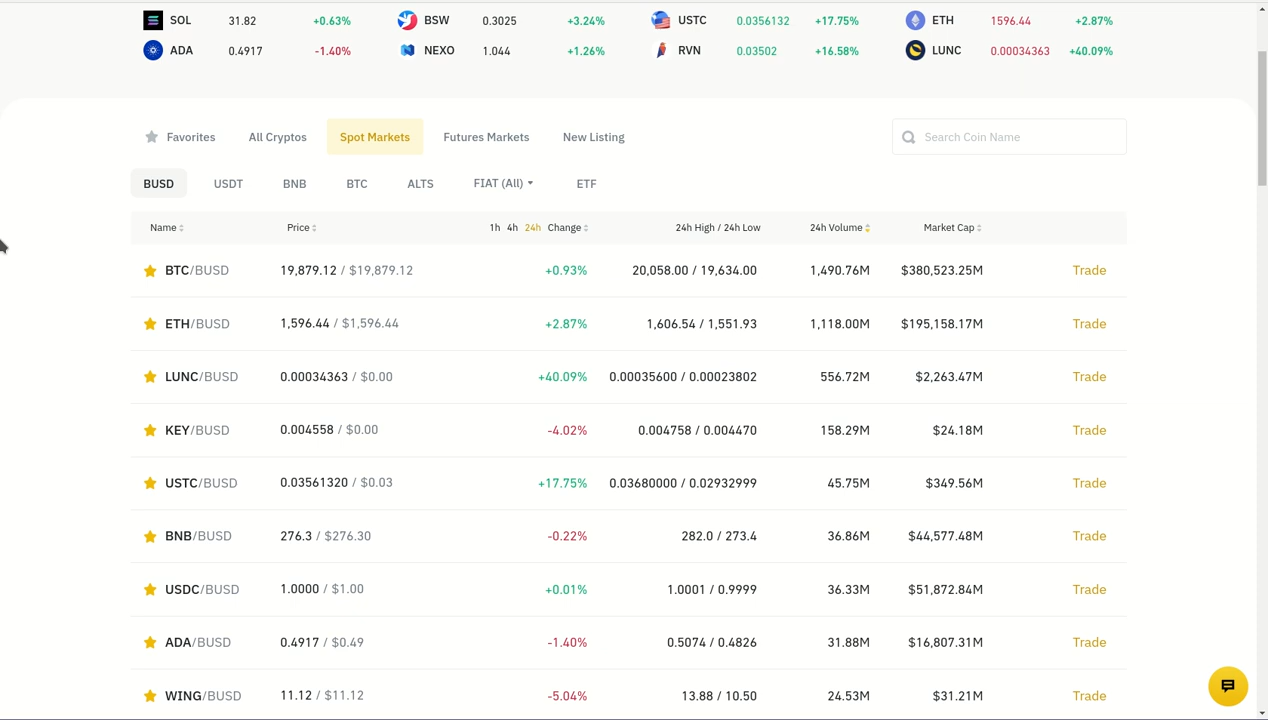 SOL 31.82 +0.63% BSW 0.3025 +3.24% USTC 0.0356132 +17.75% ETH 1596.44 +2.87%
ADA 0.4917 -1.40% NEXO 1.044 +1.26% RVN 0.03502 +16.58% LUNC 0.00034363 +40.09%
Favorites All Cryptos Spot Markets Futures Markets New Listing Search Coin Name
BUSD USDT BNB BTC ALTS FIAT (All) ETF
Name Price 1h 4h 24h Change 24h High / 24h Low 24h Volume Market Cap
BTC/BUSD 19,879.12 / $19,879.12 +0.93% 20,058.00 / 19,634.00 1,490.76M $380,523.25M Trade
ETH/BUSD 1,596.44 / $1,596.44 +2.87% 1,606.54 / 1,551.93 1,118.00M $195,158.17M Trade
LUNC/BUSD 0.00034363 / $0.00 +40.09% 0.00035600 / 0.00023802 556.72M $2,263.47M Trade
KEY/BUSD 0.004558 / $0.00 -4.02% 0.004758 / 0.004470 158.29M $24.18M Trade
USTC/BUSD 0.03561320 / $0.03 +17.75% 0.03680000 / 0.02932999 45.75M $349.56M Trade
BNB/BUSD 276.3 / $276.30 -0.22% 282.0 / 273.4 36.86M $44,577.48M Trade
USDC/BUSD 1.0000 / $1.00 +0.01% 1.0001 / 0.9999 36.33M $51,872.84M Trade
ADA/BUSD 0.4917 / $0.49 -1.40% 0.5074 / 0.4826 31.88M $16,807.31M Trade
WING/BUSD 11.12 / $11.12 -5.04% 13.88 / 10.50 24.53M $31.21M Trade